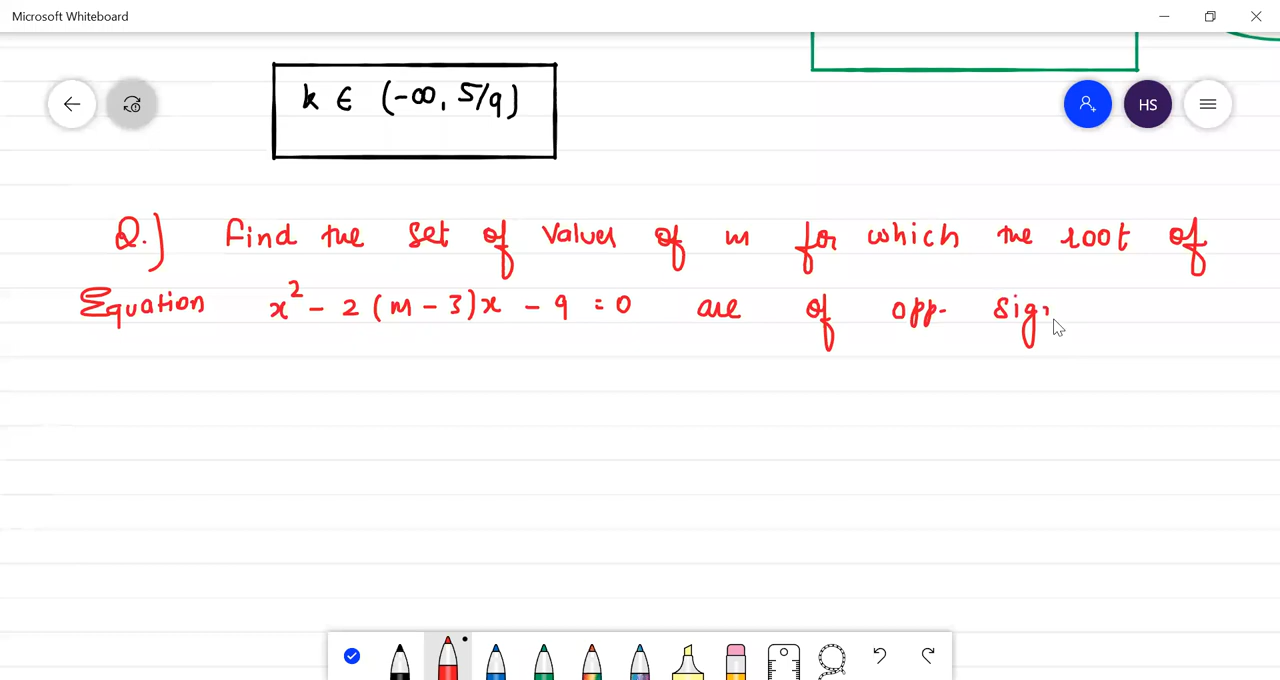 Microsoft Whiteboard
k ∈ (-∞, 5/9)
HS
Q.) Find the set of values of m for which the root of
Equation x² - 2 (m - 3)x - 9 = 0 are of opp. sign